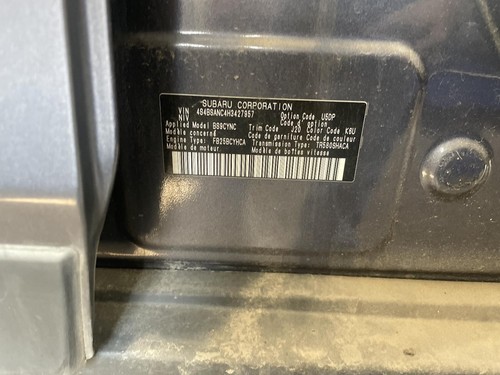 SUBARU CORPORATION
VIN 4S4BSANC4H3427957 Option Code USDP
NIV Code d' option
Applied Model BS9CYNC Trim Code J20 Color Code K6U
Modèle concerné Code de garniture Code de couleur
Engine Type FB25BCYHCA Transmission Type TR580SHACA
Modèle de moteur Modèle de boîte vitesse